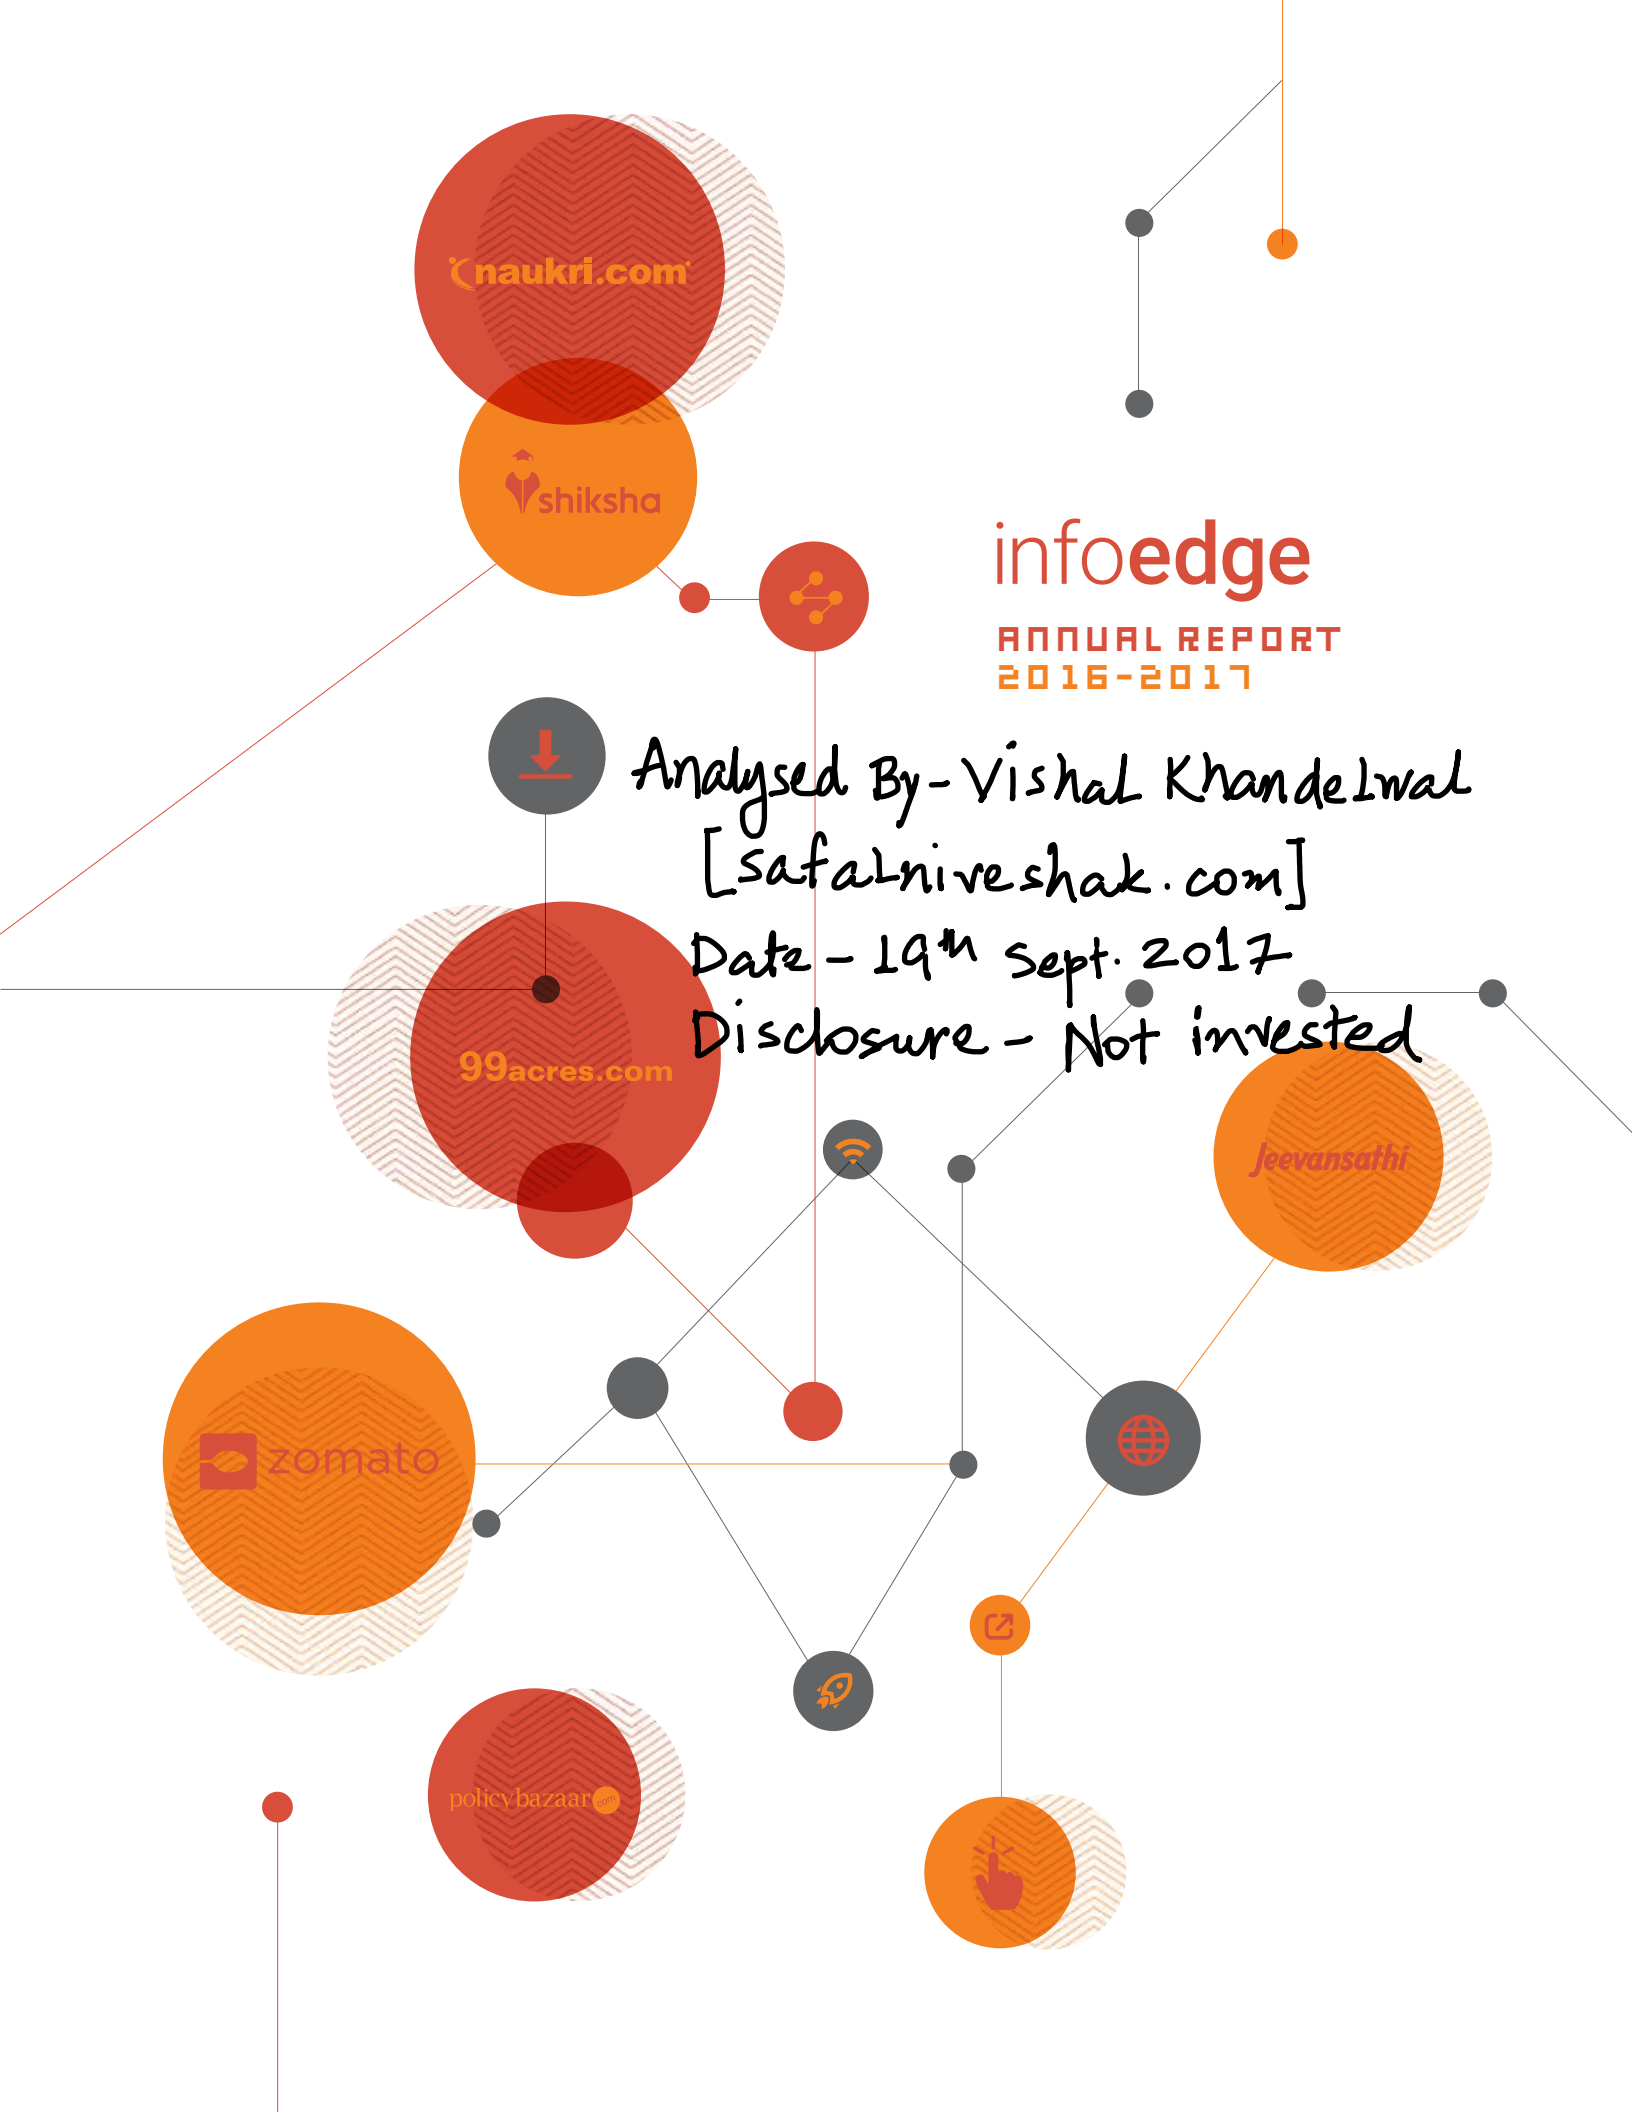 naukri.com
shiksha
infoedge
ANNUAL REPORT
2016-2017
Analysed By - Vishal Khandelwal
[safalniveshak.com]
Date - 19th Sept. 2017
Disclosure - Not invested
99acres.com
Jeevansathi
zomato
policybazaar.com